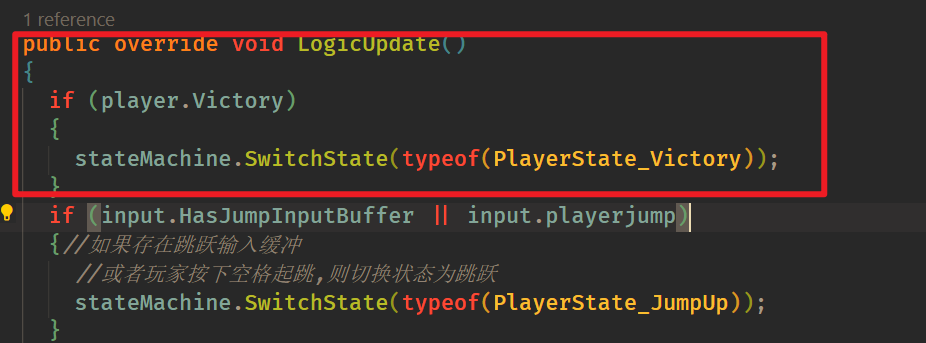 1 reference
public override void LogicUpdate()
{
if (player.Victory)
{
stateMachine.SwitchState(typeof(PlayerState_Victory));
}
if (input.HasJumpInputBuffer || input.playerjump)
{//如果存在跳跃输入缓冲
//或者玩家按下空格起跳,则切换状态为跳跃
stateMachine.SwitchState(typeof(PlayerState_JumpUp));
}